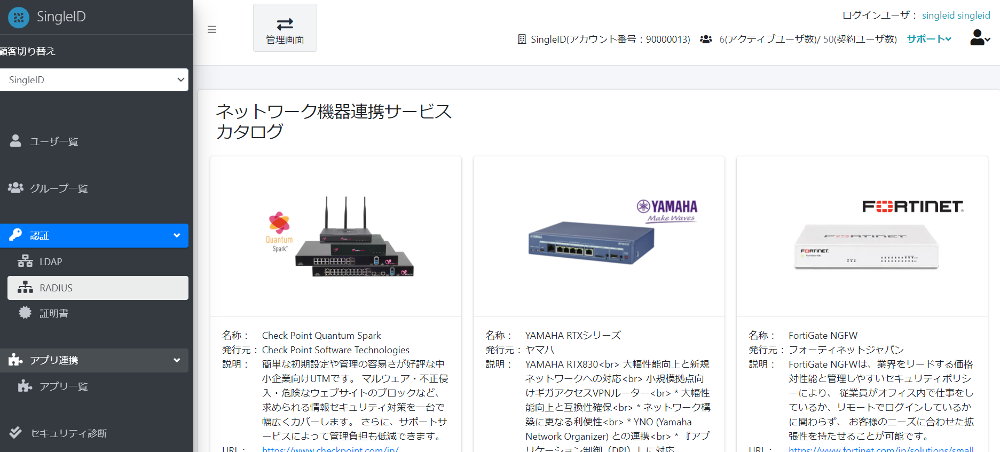 SingleID
顧客切り替え
SingleID
ユーザ一覧
グループ一覧
認証
LDAP
RADIUS
証明書
アプリ連携
アプリ一覧
セキュリティ診断
管理画面
ログインユーザ： singleid singleid
SingleID(アカウント番号：90000013) 6(アクティブユーザ数)/ 50(契約ユーザ数) サポート
ネットワーク機器連携サービス
カタログ
Quantum
Spark™
名称： Check Point Quantum Spark
発行元： Check Point Software Technologies
説明： 簡単な初期設定や管理の容易さが好評な中
小企業向けUTMです。 マルウェア・不正侵
入・危険なウェブサイトのブロックなど、
求められる情報セキュリティ対策を一台で
幅広くカバーします。 さらに、サポートサ
ービスによって管理負担も低減できます。
URL： https://www.checkpoint.com/jp/
YAMAHA
Make Waves
名称： YAMAHA RTXシリーズ
発行元： ヤマハ
説明： YAMAHA RTX830<br> 大幅性能向上と新規
ネットワークへの対応<br> 小規模拠点向
けギガアクセスVPNルーター<br> * 大幅性
能向上と互換性確保<br> * ネットワーク構
築に更なる利便性<br> * YNO (Yamaha
Network Organizer) との連携<br> * 『アプ
リケーション制御（DPI）』に対応
FORTINET
FORTINET
FORTINET
名称： FortiGate NGFW
発行元： フォーティネットジャパン
説明： FortiGate NGFWは、業界をリードする価格
対性能と管理しやすいセキュリティポリシ
ーにより、 従業員がオフィス内で仕事をし
ているか、リモートでログインしているか
に関わらず、 お客様のニーズに合わせた拡
張性を持たせることが可能です。
URL： https://www.fortinet.com/jp/solutions/small